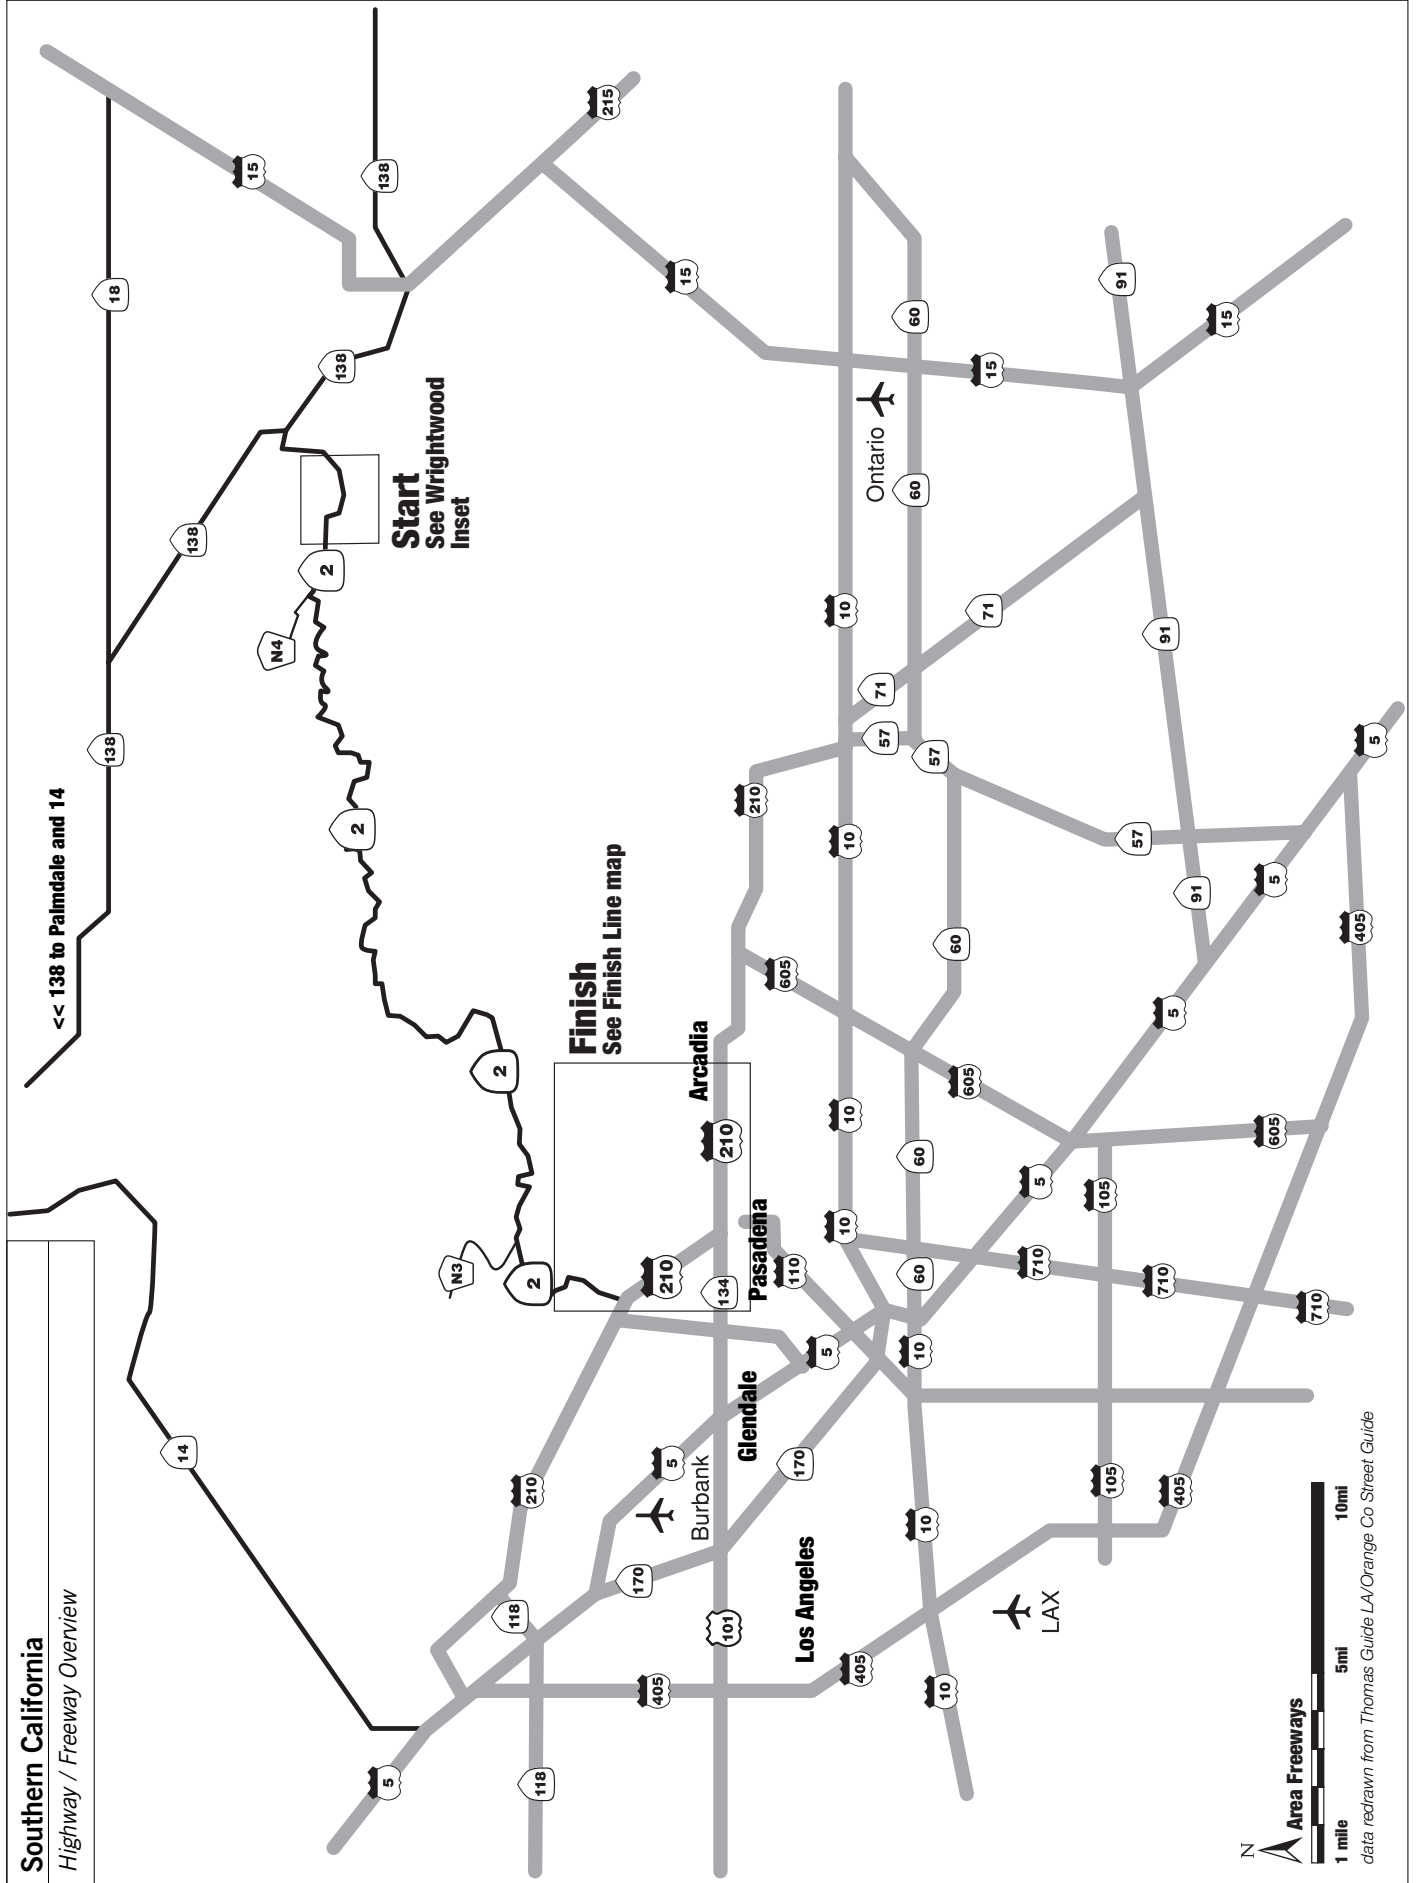 Southern California
Highway / Freeway Overview
<< 138 to Palmdale and 14
14
138
138
18
15
138
138
N4
2
Start
See Wrightwood
Inset
215
15
2
2
N3
2
Finish
See Finish Line map
Arcadia
210
210
134
Pasadena
110
210
605
5
118
210
118
170
5
Burbank
Glendale
5
170
405
101
Los Angeles
405
10
10
10
10
10
10
10
Ontario
60
60
15
71
57
71
57
60
60
60
605
91
91
91
15
57
5
5
5
5
405
605
105
710
710
710
105
405
LAX
N
Area Freeways
1 mile
5mi
10mi
data redrawn from Thomas Guide LA/Orange Co Street Guide